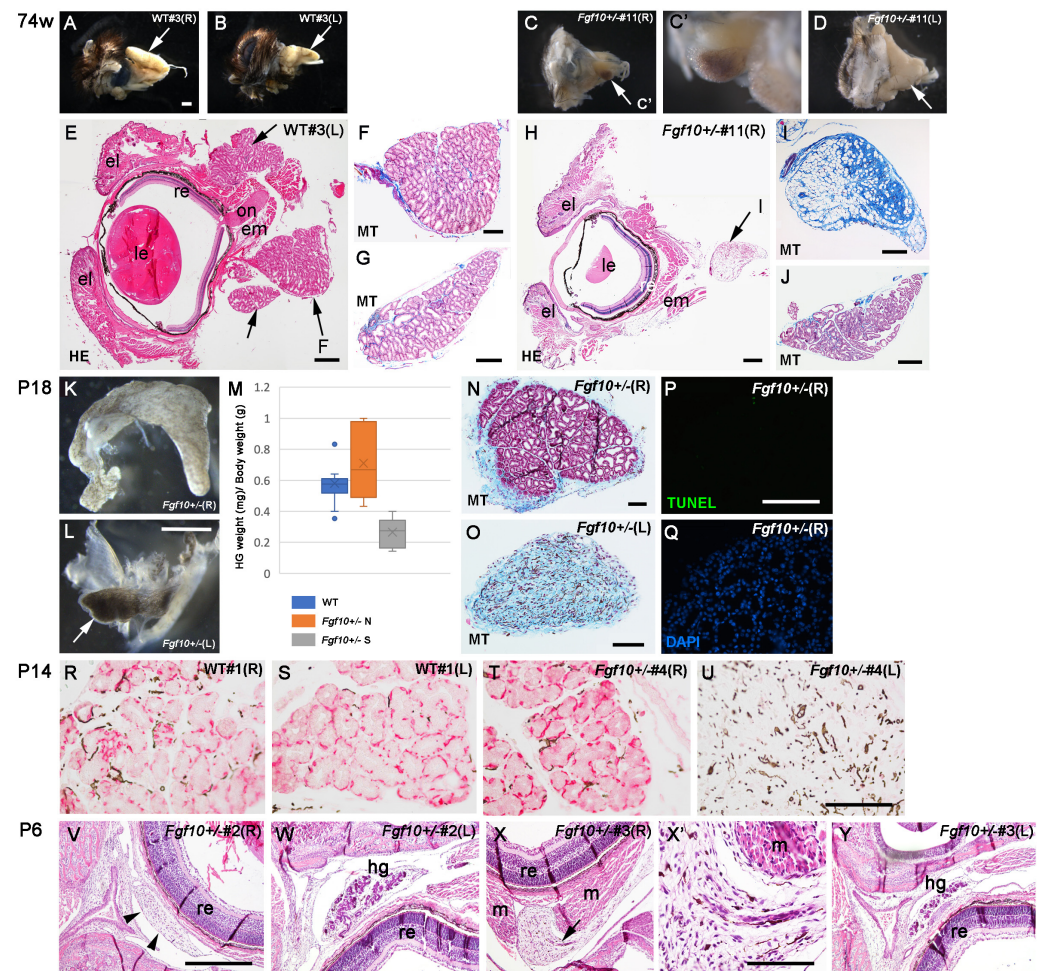 74w
A WT#3(R)
B WT#3(L)
C Fgf10+/-#11(R)
C'
C'
D Fgf10+/-#11(L)
E WT#3(L)
el
re
on
em
le
el
F
HE
F
MT
G
MT
H Fgf10+/-#11(R)
el
I
le
re
em
el
HE
I
MT
J
MT
P18
K
Fgf10+/-(R)
L
Fgf10+/-(L)
M
HG weight (mg)/ Body weight (g)
1.2
1
0.8
0.6
0.4
0.2
0
WT
Fgf10+/- N
Fgf10+/- S
N Fgf10+/-(R)
MT
O Fgf10+/-(L)
MT
P Fgf10+/-(R)
TUNEL
Q Fgf10+/-(R)
DAPI
P14
R WT#1(R)
S WT#1(L)
T Fgf10+/-#4(R)
U Fgf10+/-#4(L)
P6
V Fgf10+/-#2(R)
re
W Fgf10+/-#2(L)
hg
re
X Fgf10+/-#3(R)
re
m
m
X'
m
Y Fgf10+/-#3(L)
hg
re